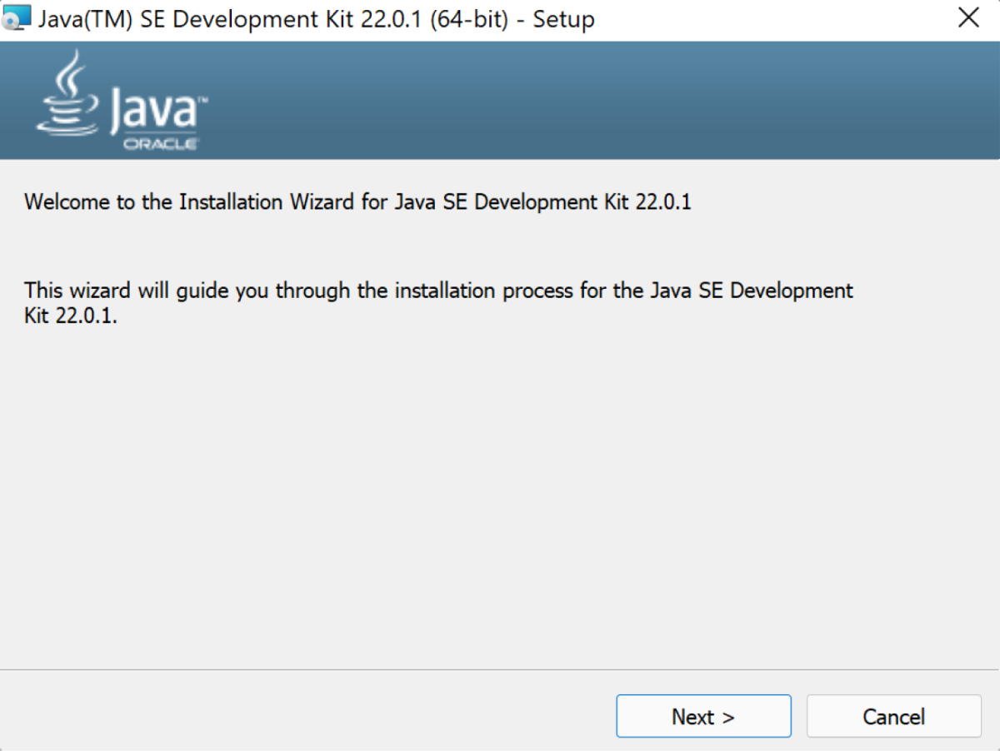 Java(TM) SE Development Kit 22.0.1 (64-bit) - Setup
Java™
ORACLE
Welcome to the Installation Wizard for Java SE Development Kit 22.0.1
This wizard will guide you through the installation process for the Java SE Development
Kit 22.0.1.
Next >
Cancel